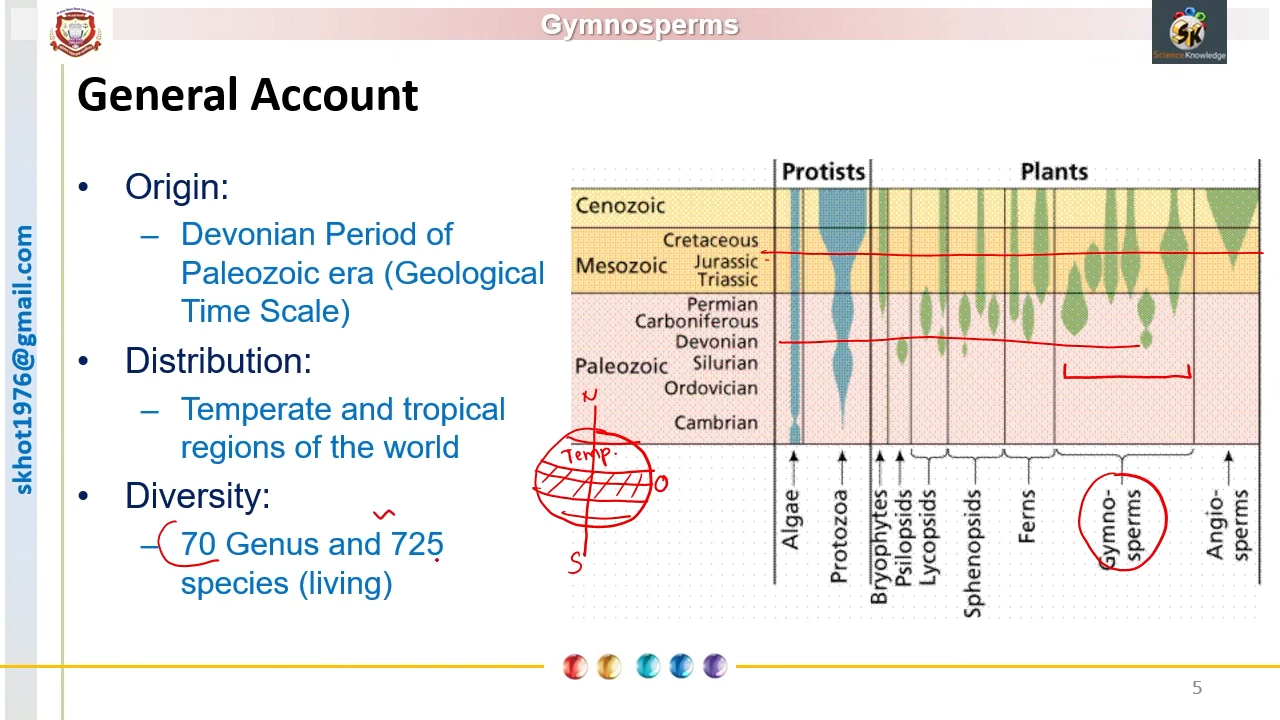 Gymnosperms
SK
Science Knowledge
General Account
skhot1976@gmail.com
• Origin:
– Devonian Period of
Paleozoic era (Geological
Time Scale)
• Distribution:
– Temperate and tropical
regions of the world
• Diversity:
– 70 Genus and 725
species (living)
Protists
Plants
Cenozoic
Cretaceous
Mesozoic
Jurassic
Triassic
Permian
Carboniferous
Devonian
Paleozoic
Silurian
Ordovician
Cambrian
N
Temp.
O
S
Algae
Protozoa
Bryophytes
Psilopsids
Lycopsids
Sphenopsids
Ferns
Gymno-
sperms
Angio-
sperms
5